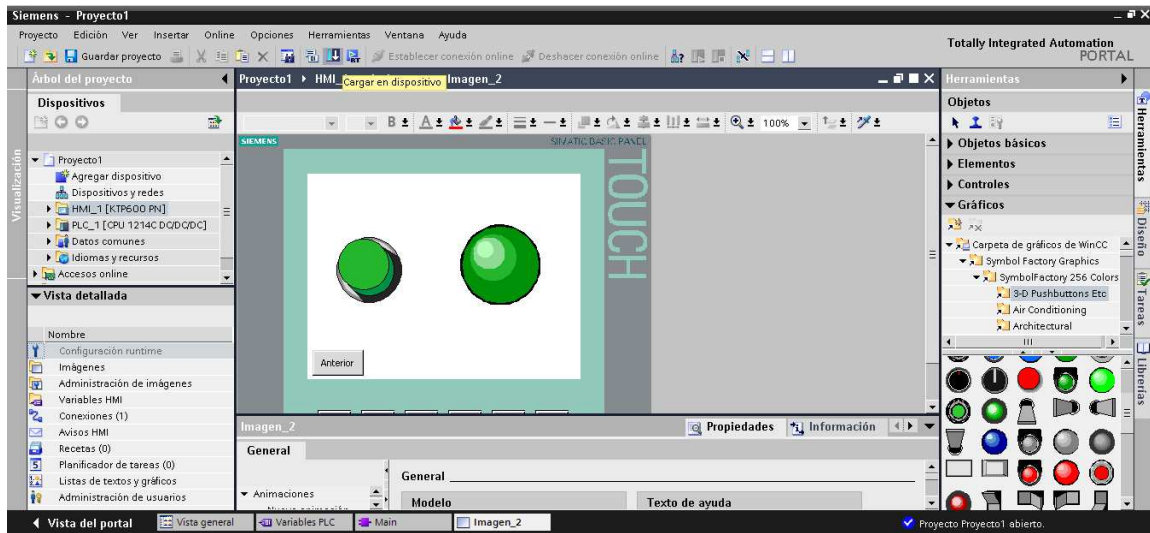 Siemens - Proyecto1
Proyecto Edición Ver Insertar Online Opciones Herramientas Ventana Ayuda
Totally Integrated Automation
PORTAL
Guardar proyecto
Establecer conexión online
Deshacer conexión online
Cargar en dispositivo
Árbol del proyecto
Dispositivos
Visualización
Proyecto1
Agregar dispositivo
Dispositivos y redes
HMI_1 [KTP600 PN]
PLC_1 [CPU 1214C DC/DC/DC]
Datos comunes
Idiomas y recursos
Accesos online
Vista detallada
Nombre
Configuración runtime
Imágenes
Administración de imágenes
Variables HMI
Conexiones (1)
Avisos HMI
Recetas (0)
Planificador de tareas (0)
Listas de textos y gráficos
Administración de usuarios
Proyecto1 HMI_ Imagen_2
B A 100%
SIEMENS
SIMATIC BASIC PANEL
TOUCH
Anterior
Imagen_2
Propiedades
Información
General
General
Animaciones
Modelo
Texto de ayuda
Herramientas
Objetos
Objetos básicos
Elementos
Controles
Gráficos
Carpeta de gráficos de WinCC
Symbol Factory Graphics
SymbolFactory 256 Colors
3-D Pushbuttons Etc
Air Conditioning
Architectural
Herramientas
Diseño
Tareas
Librerías
Vista del portal
Vista general
Variables PLC
Main
Imagen_2
Proyecto Proyecto1 abierto.